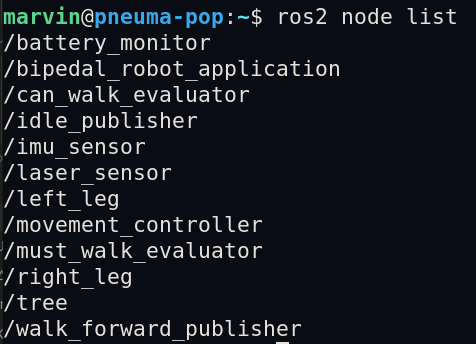 marvin@pneuma-pop:~$ ros2 node list
/battery_monitor
/bipedal_robot_application
/can_walk_evaluator
/idle_publisher
/imu_sensor
/laser_sensor
/left_leg
/movement_controller
/must_walk_evaluator
/right_leg
/tree
/walk_forward_publisher